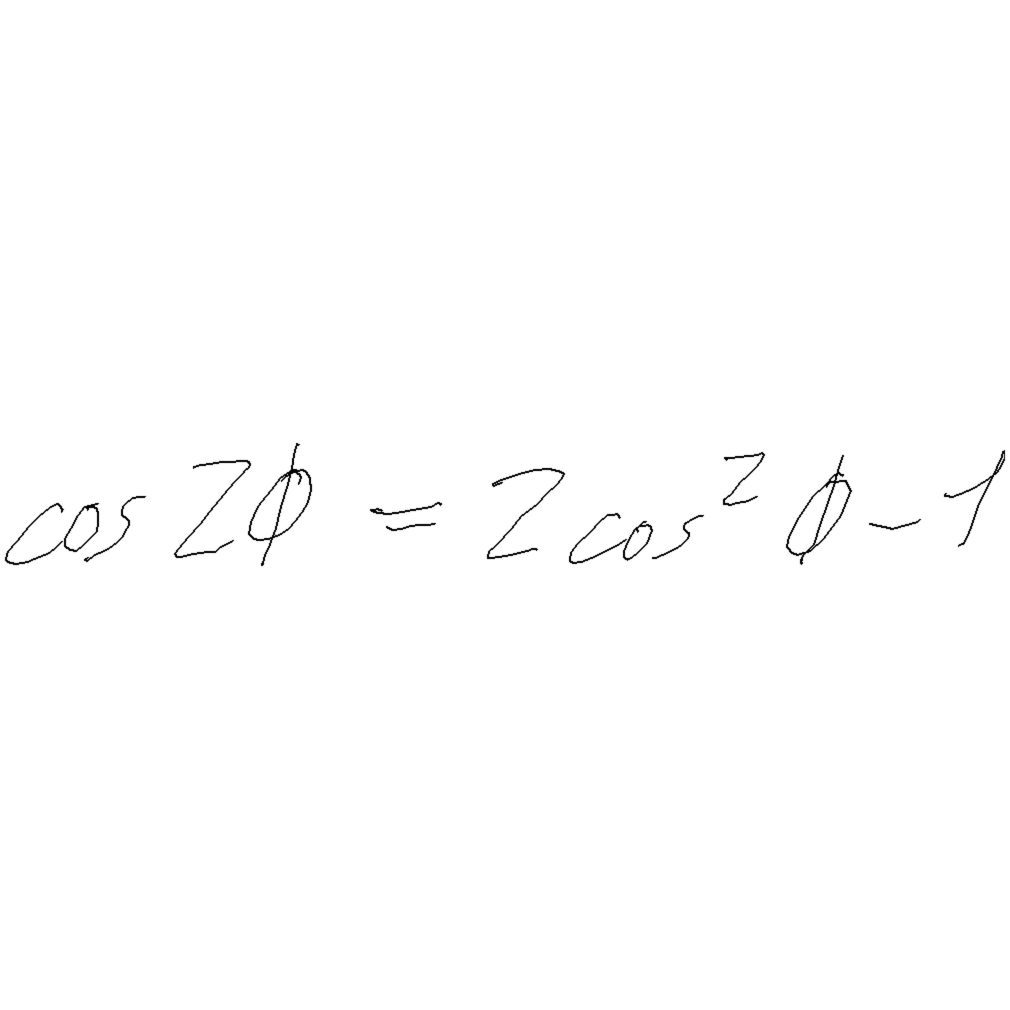 cos 2ϕ = 2 cos² ϕ – 1